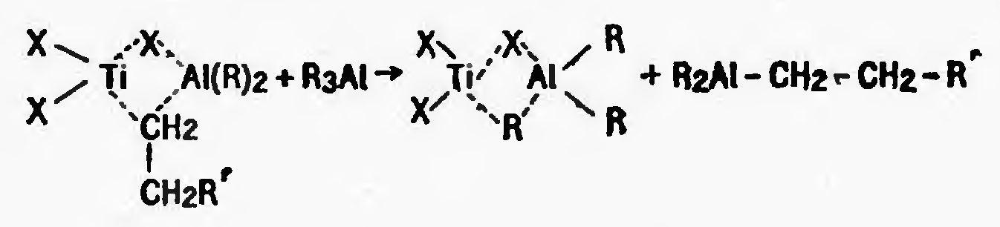 X X X X R
Ti Al(R)2 + R3Al → Ti Al + R2Al - CH2 - CH2 - R'
X CH2 X R R
CH2R'